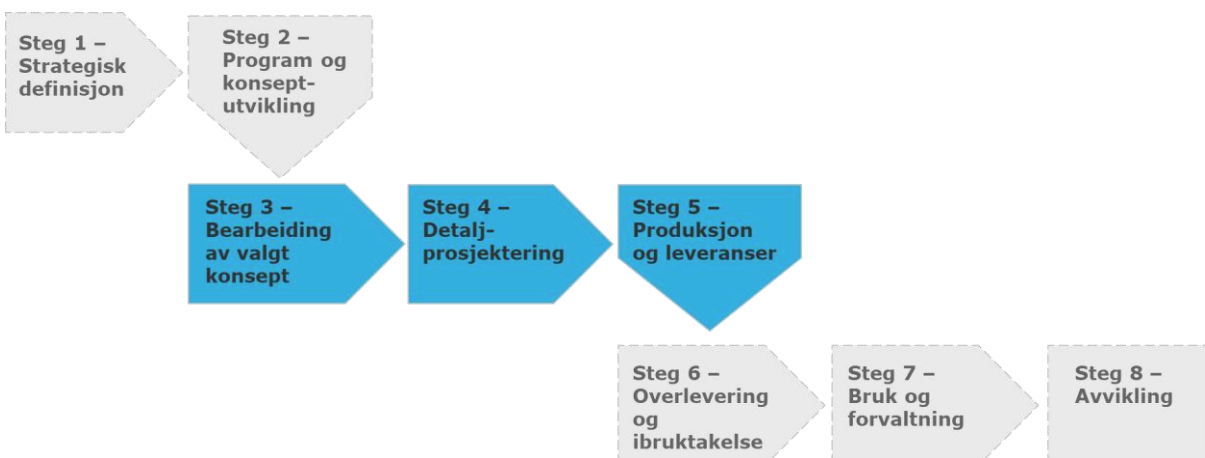 Steg 1 –
Strategisk
definisjon
Steg 2 –
Program og
konsept-
utvikling
Steg 3 –
Bearbeiding
av valgt
konsept
Steg 4 –
Detalj-
prosjektering
Steg 5 –
Produksjon
og leveranser
Steg 6 –
Overlevering
og
ibruktakelse
Steg 7 –
Bruk og
forvaltning
Steg 8 –
Avvikling